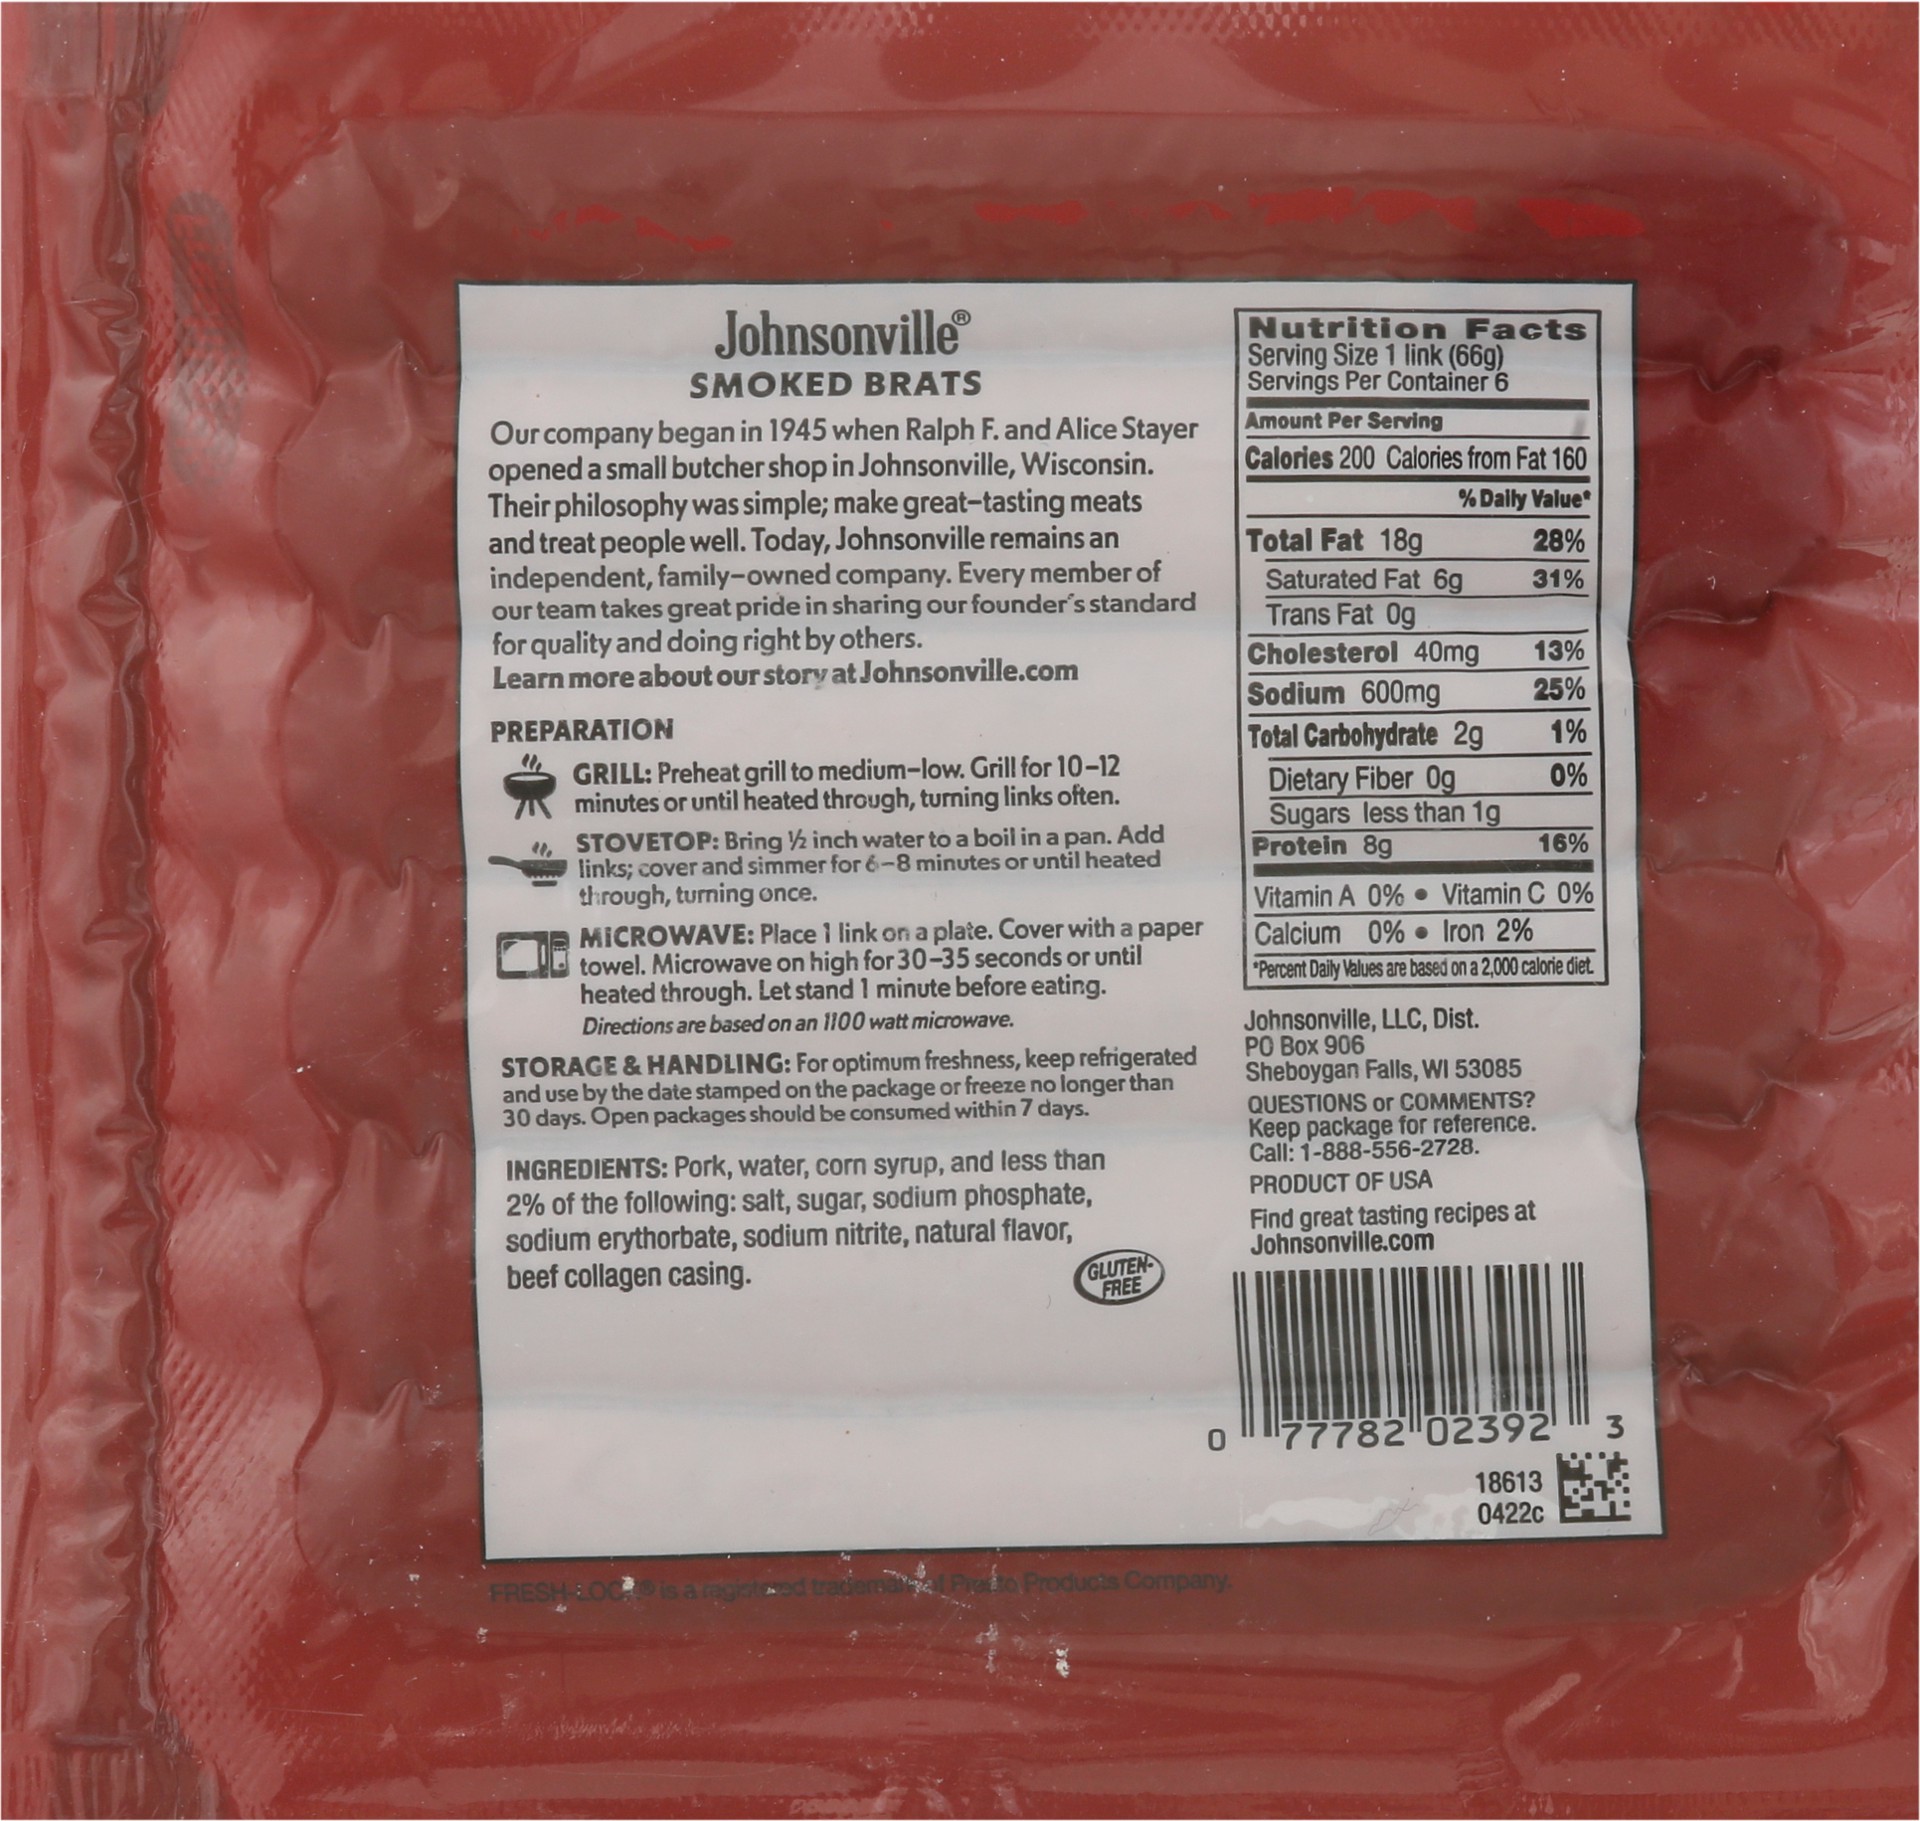 Johnsonville®
SMOKED BRATS
Our company began in 1945 when Ralph F. and Alice Stayer
opened a small butcher shop in Johnsonville, Wisconsin.
Their philosophy was simple; make great-tasting meats
and treat people well. Today, Johnsonville remains an
independent, family-owned company. Every member of
our team takes great pride in sharing our founder's standard
for quality and doing right by others.
Learn more about our story at Johnsonville.com
PREPARATION
GRILL: Preheat grill to medium-low. Grill for 10-12
minutes or until heated through, turning links often.
STOVETOP: Bring ½ inch water to a boil in a pan. Add
links; cover and simmer for 6-8 minutes or until heated
through, turning once.
MICROWAVE: Place 1 link on a plate. Cover with a paper
towel. Microwave on high for 30-35 seconds or until
heated through. Let stand 1 minute before eating.
Directions are based on an 1100 watt microwave.
STORAGE & HANDLING: For optimum freshness, keep refrigerated
and use by the date stamped on the package or freeze no longer than
30 days. Open packages should be consumed within 7 days.
INGREDIENTS: Pork, water, corn syrup, and less than
2% of the following: salt, sugar, sodium phosphate,
sodium erythorbate, sodium nitrite, natural flavor,
beef collagen casing.
GLUTEN-
FREE
Nutrition Facts
Serving Size 1 link (66g)
Servings Per Container 6
Amount Per Serving
Calories 200 Calories from Fat 160
% Daily Value*
Total Fat 18g 28%
Saturated Fat 6g 31%
Trans Fat 0g
Cholesterol 40mg 13%
Sodium 600mg 25%
Total Carbohydrate 2g 1%
Dietary Fiber 0g 0%
Sugars less than 1g
Protein 8g 16%
Vitamin A 0% • Vitamin C 0%
Calcium 0% • Iron 2%
*Percent Daily Values are based on a 2,000 calorie diet.
Johnsonville, LLC, Dist.
PO Box 906
Sheboygan Falls, WI 53085
QUESTIONS or COMMENTS?
Keep package for reference.
Call: 1-888-556-2728.
PRODUCT OF USA
Find great tasting recipes at
Johnsonville.com
0 77782 02392 3
18613
0422c
FRESH-LOCK® is a registered trademark of Presto Products Company.